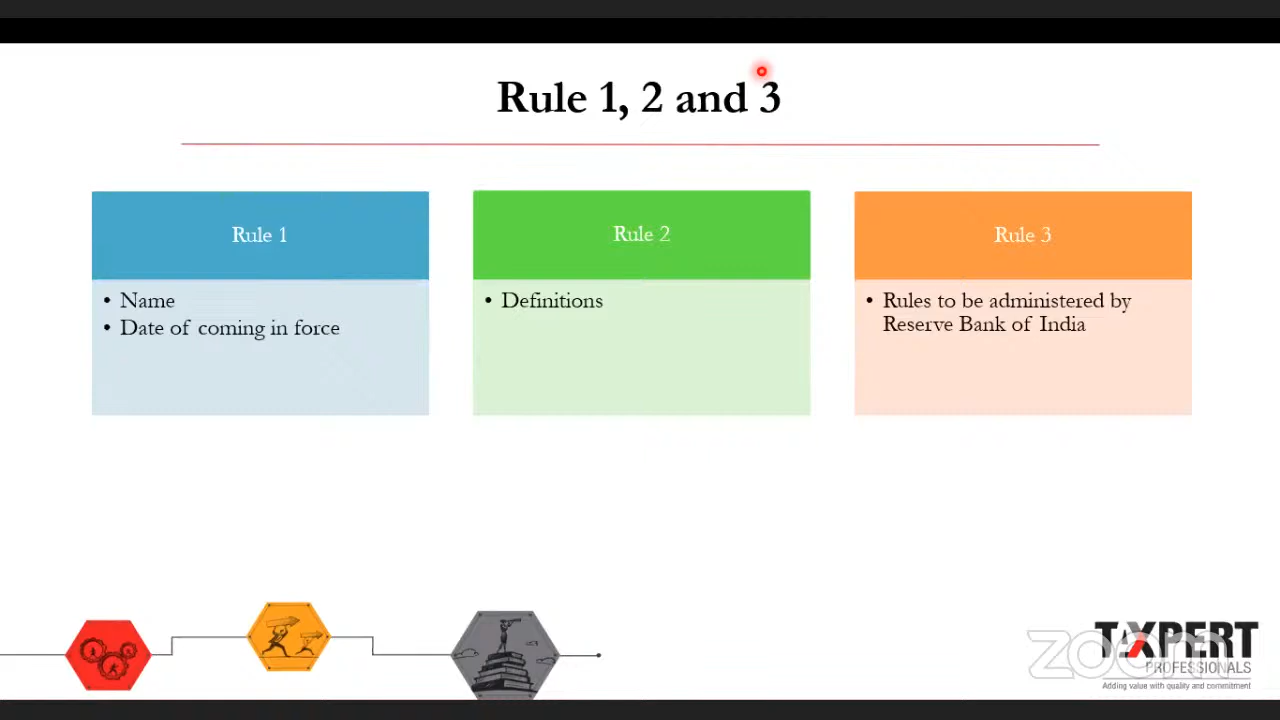 Rule 1, 2 and 3
Rule 1
• Name
• Date of coming in force
Rule 2
• Definitions
Rule 3
• Rules to be administered by
Reserve Bank of India
TAXPERT
PROFESSIONALS
Adding value with quality and commitment
zoom